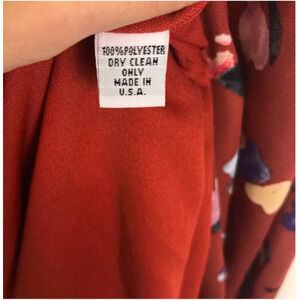 100%POLYESTER
DRY CLEAN
ONLY
MADE IN
U.S.A.